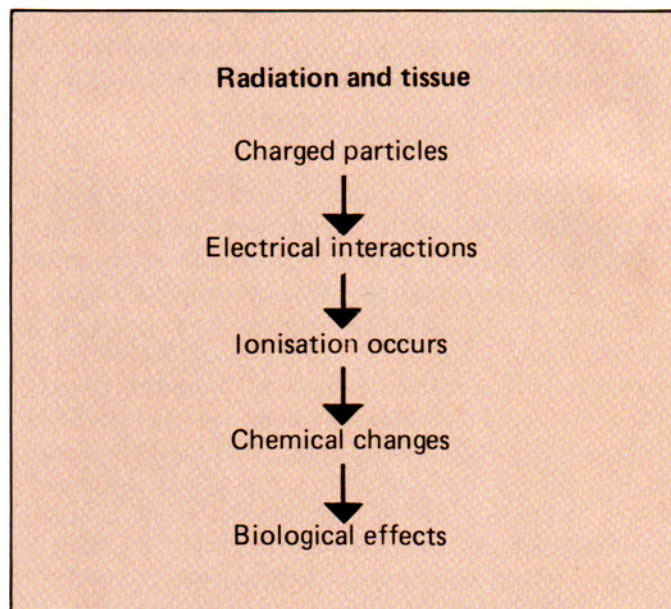 Radiation and tissue
Charged particles
Electrical interactions
Ionisation occurs
Chemical changes
Biological effects